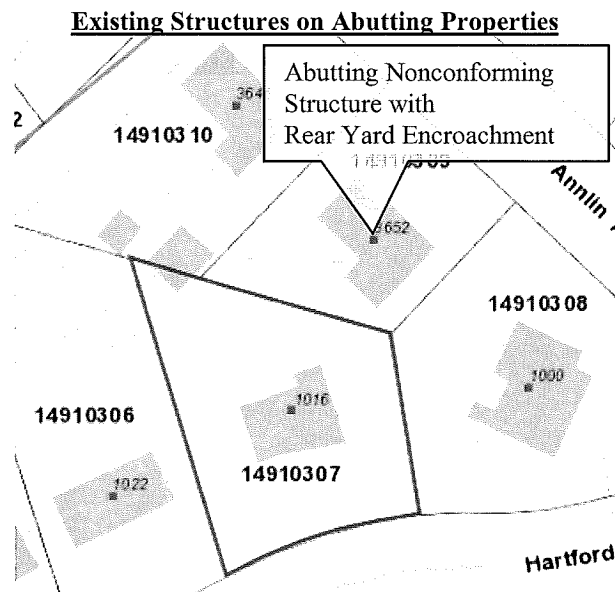 Existing Structures on Abutting Properties
Abutting Nonconforming
Structure with
Rear Yard Encroachment
2
364
14910310
Annlin
3652
14910308
1000
14910306
1016
14910307
1022
Hartford